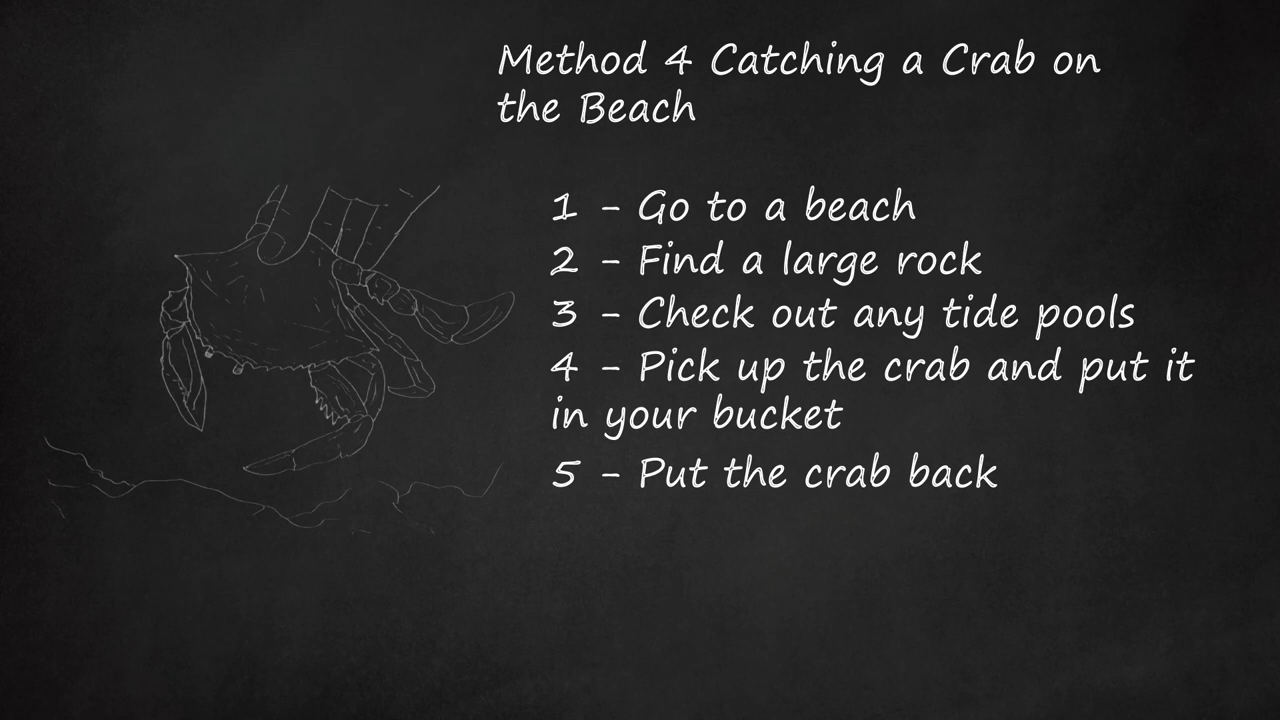 Method 4 Catching a Crab on
the Beach
1 - Go to a beach
2 - Find a large rock
3 - Check out any tide pools
4 - Pick up the crab and put it
in your bucket
5 - Put the crab back